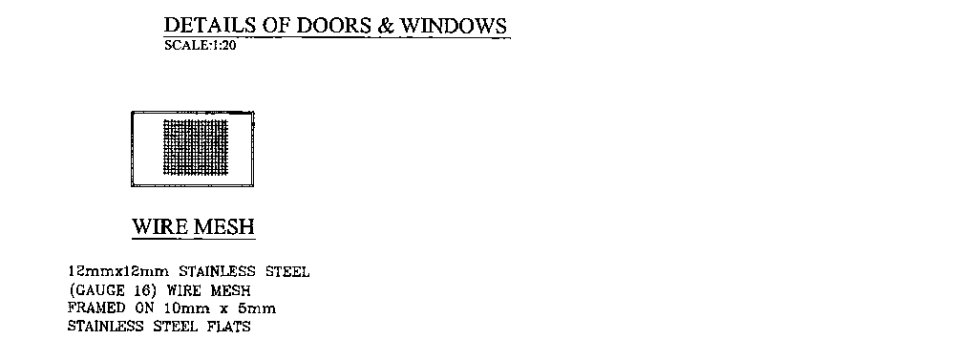 DETAILS OF DOORS & WINDOWS
SCALE:1:20
WIRE MESH
12mmx12mm STAINLESS STEEL
(GAUGE 16) WIRE MESH
FRAMED ON 10mm x 5mm
STAINLESS STEEL FLATS